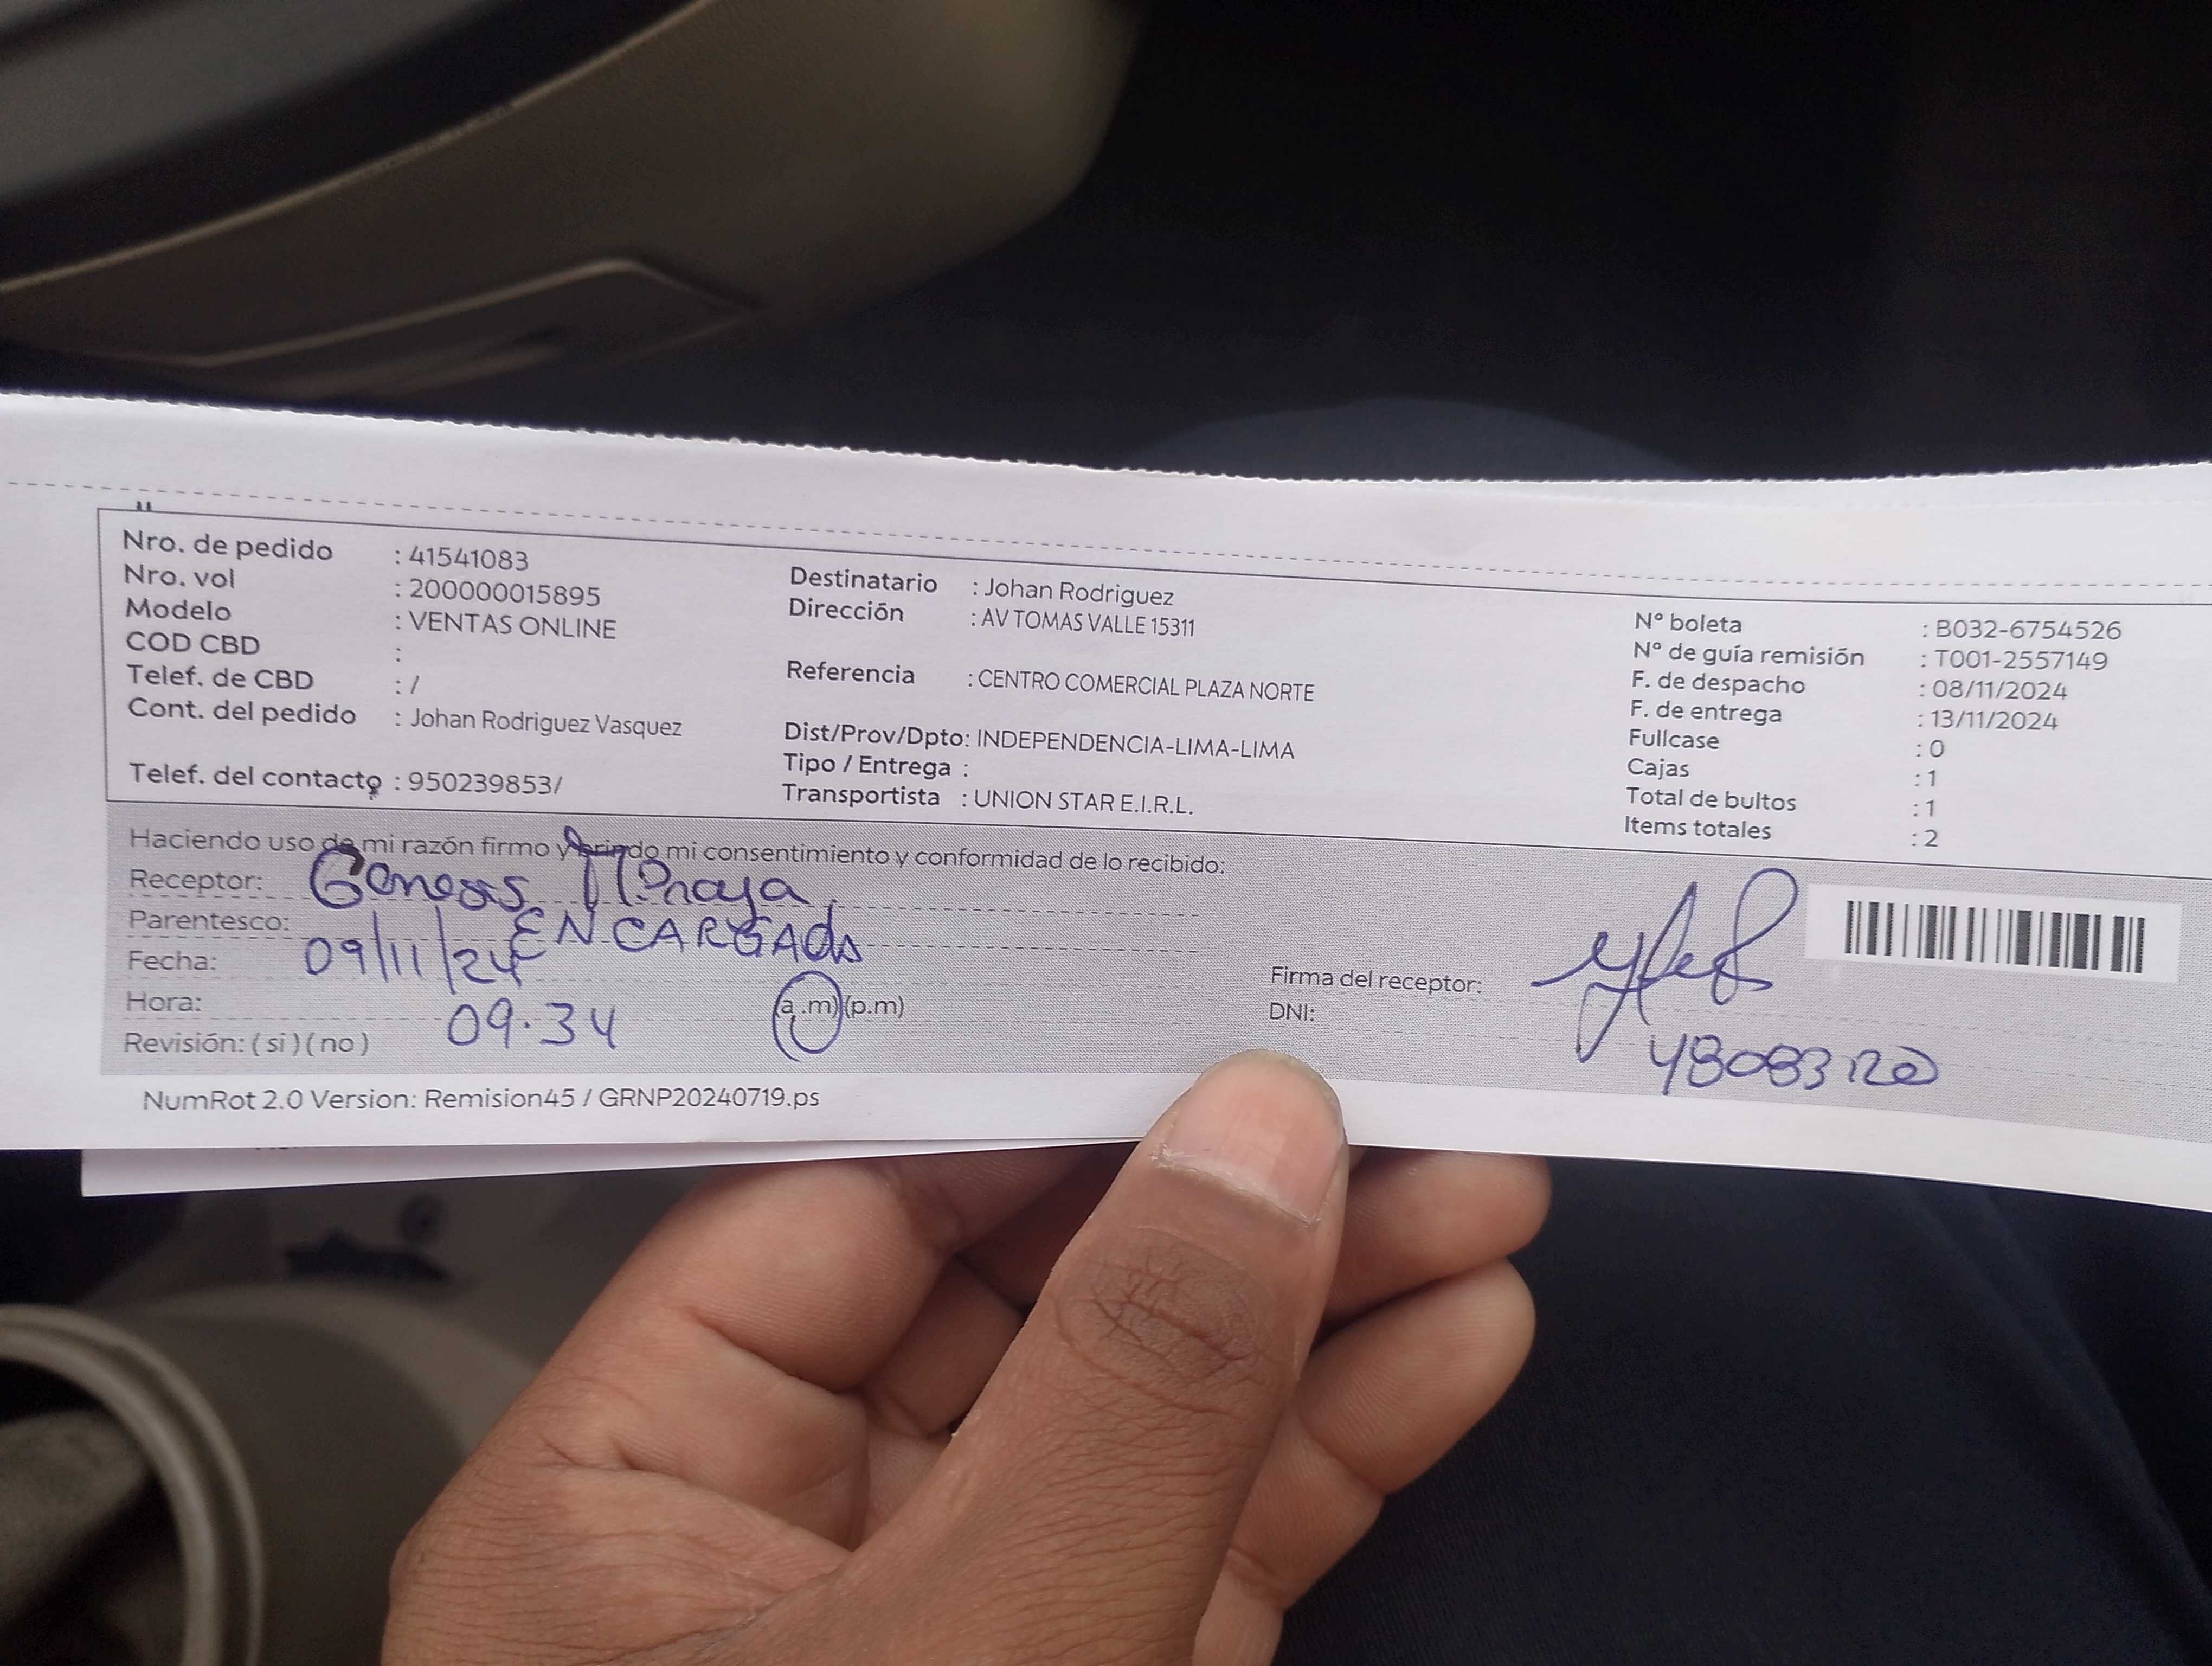 Nro. de pedido : 41541083
Nro. vol : 200000015895
Modelo : VENTAS ONLINE
COD CBD :
Telef. de CBD : /
Cont. del pedido : Johan Rodriguez Vasquez
Telef. del contacto : 950239853/
Destinatario : Johan Rodriguez
Dirección : AV TOMAS VALLE 15311
Referencia : CENTRO COMERCIAL PLAZA NORTE
Dist/Prov/Dpto: INDEPENDENCIA-LIMA-LIMA
Tipo / Entrega :
Transportista : UNION STAR E.I.R.L.
N° boleta : B032-6754526
N° de guía remisión : T001-2557149
F. de despacho : 08/11/2024
F. de entrega : 13/11/2024
Fullcase : 0
Cajas : 1
Total de bultos : 1
Items totales : 2
Haciendo uso de mi razón firmo y brindo mi consentimiento y conformidad de lo recibido:
Receptor: Genesis
Parentesco: ENCARGADA
Fecha: 09/11/24
Hora: 09.34 (a.m) (p.m)
Revisión: ( si ) ( no )
Firma del receptor:
DNI:
NumRot 2.0 Version: Remision45 / GRNP20240719.ps